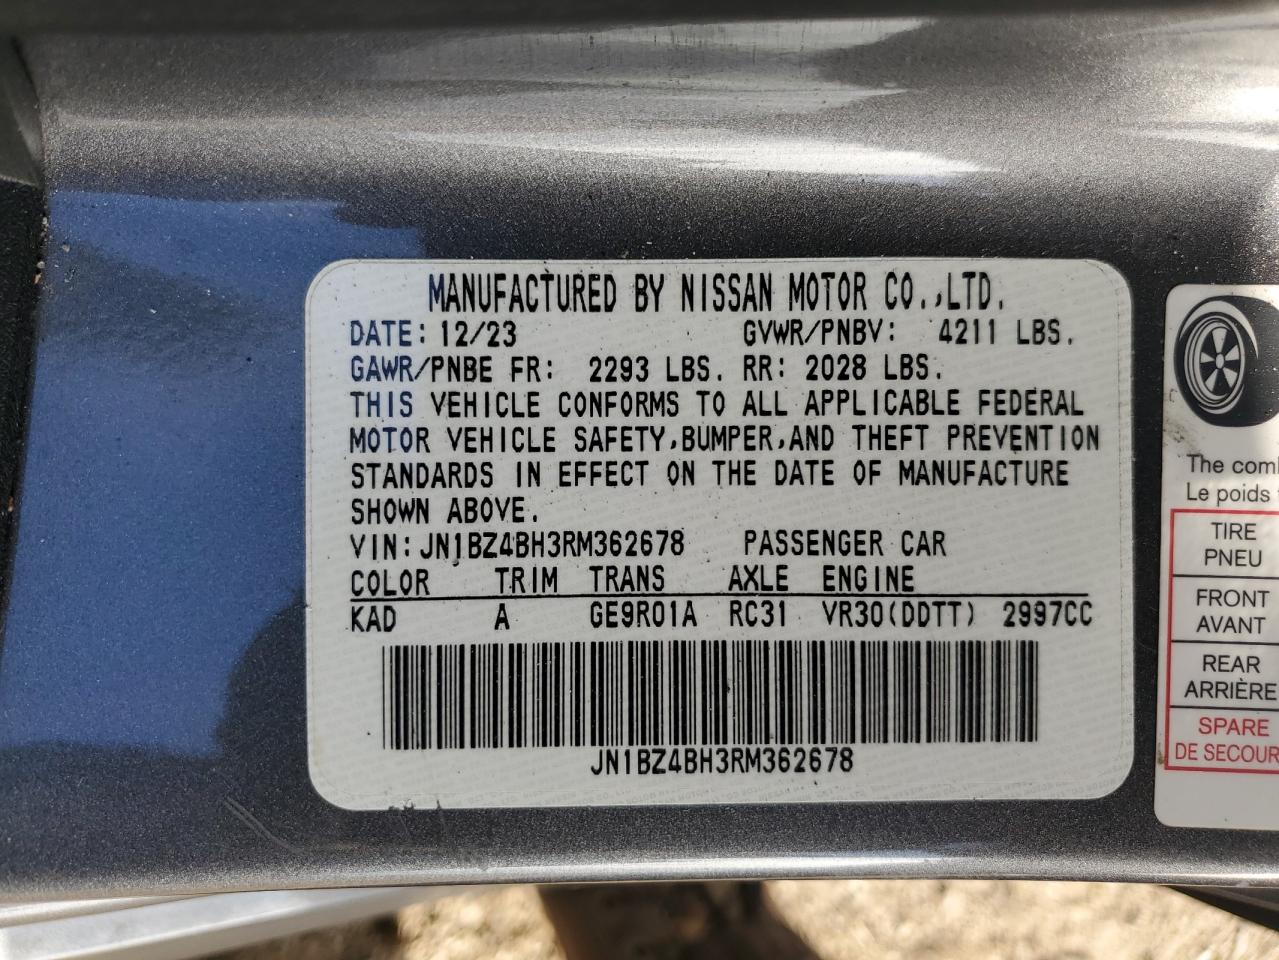 MANUFACTURED BY NISSAN MOTOR CO.,LTD.
DATE: 12/23 GVWR/PNBV: 4211 LBS.
GAWR/PNBE FR: 2293 LBS. RR: 2028 LBS.
THIS VEHICLE CONFORMS TO ALL APPLICABLE FEDERAL
MOTOR VEHICLE SAFETY,BUMPER,AND THEFT PREVENTION
STANDARDS IN EFFECT ON THE DATE OF MANUFACTURE
SHOWN ABOVE.
VIN: JN1BZ4BH3RM362678 PASSENGER CAR
COLOR TRIM TRANS AXLE ENGINE
KAD A GE9R01A RC31 VR30(DDTT) 2997CC
JN1BZ4BH3RM362678
The
Le poids
TIRE
PNEU
FRONT
AVANT
REAR
ARRIÈRE
SPARE
DE